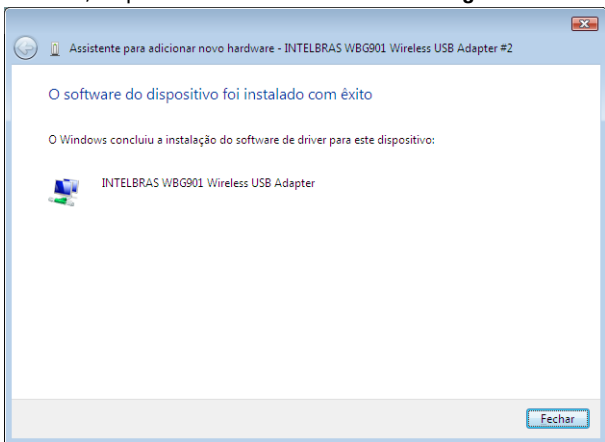 Assistente para adicionar novo hardware - INTELBRAS WBG901 Wireless USB Adapter #2
O software do dispositivo foi instalado com êxito
O Windows concluiu a instalação do software de driver para este dispositivo:
INTELBRAS WBG901 Wireless USB Adapter
Fechar